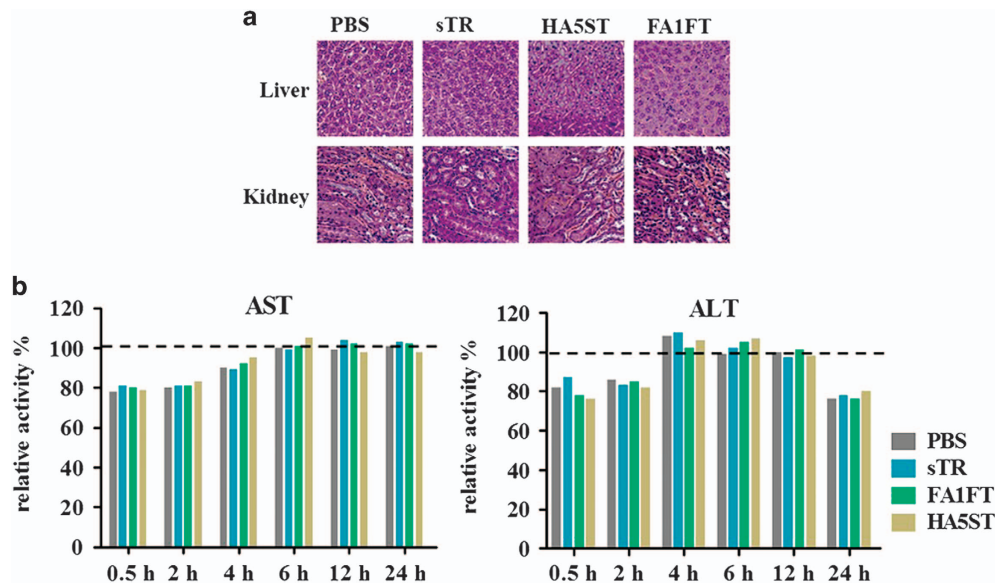 a
PBS sTR HA5ST FA1FT
Liver
Kidney
b
AST
relative activity %
120
100
80
60
40
20
0
0.5 h 2 h 4 h 6 h 12 h 24 h
ALT
relative activity %
120
100
80
60
40
20
0
0.5 h 2 h 4 h 6 h 12 h 24 h
PBS
sTR
FA1FT
HA5ST